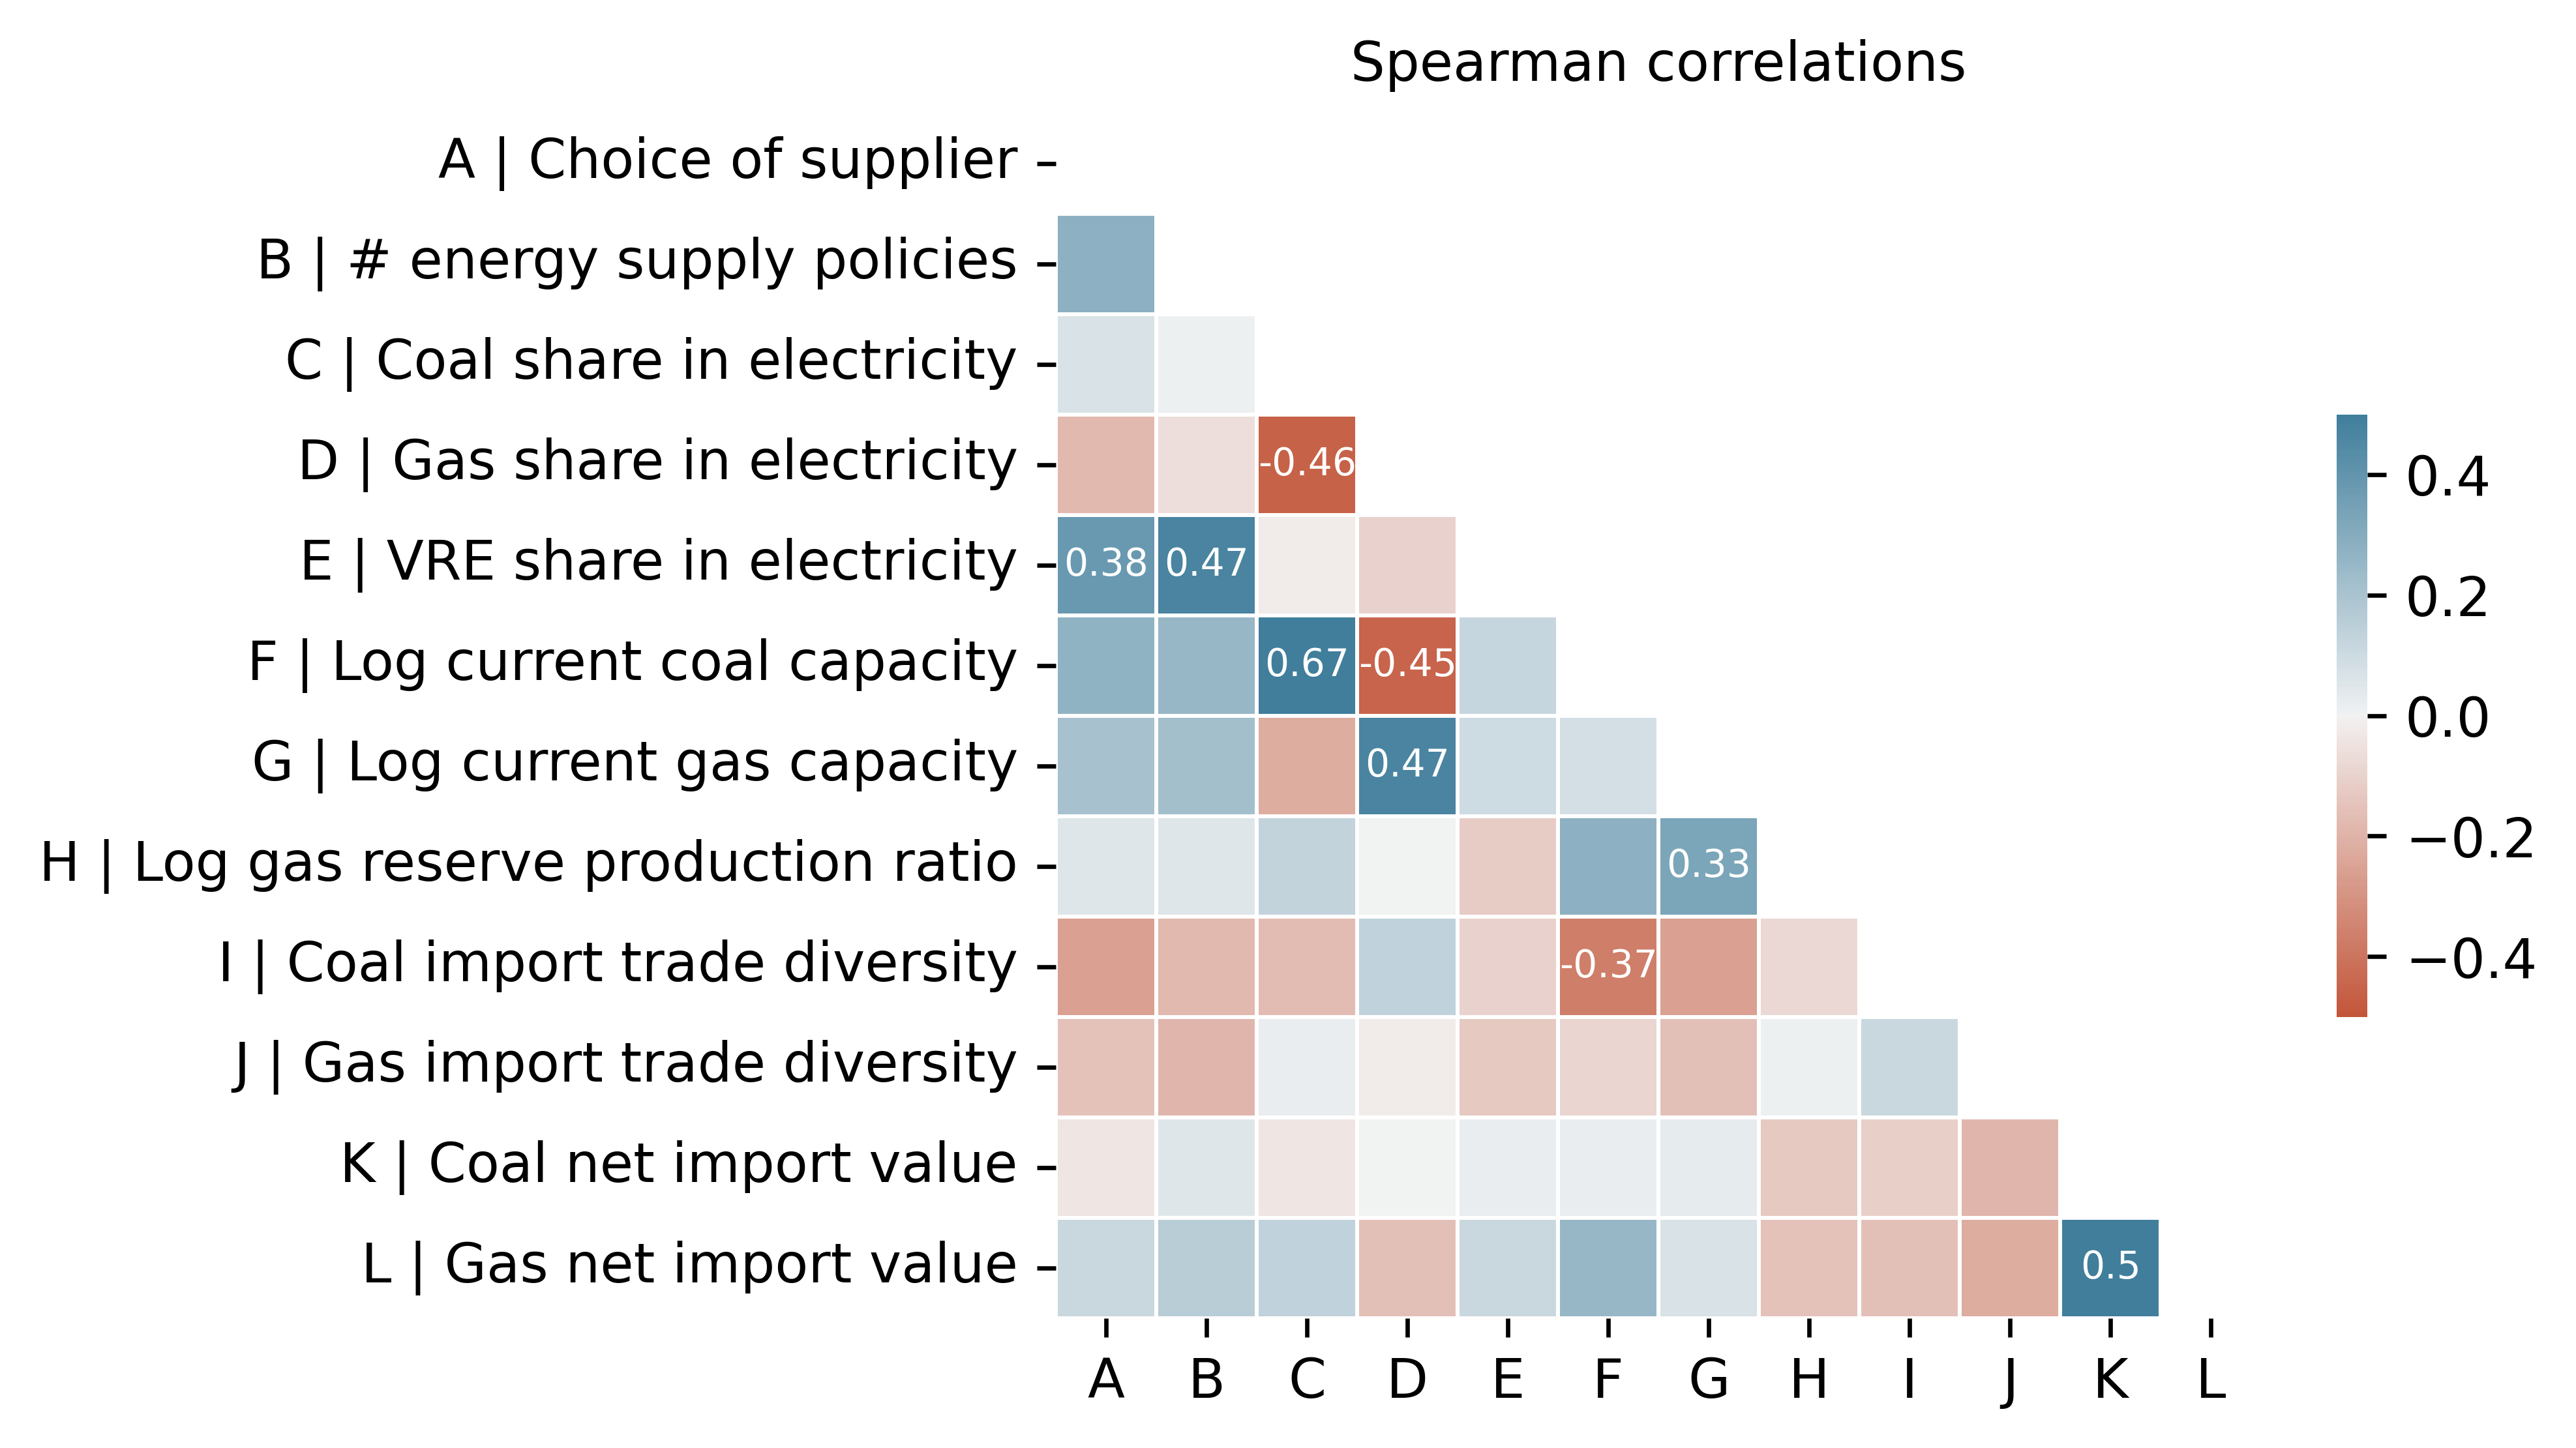 Spearman correlations
A | Choice of supplier
B | # energy supply policies
C | Coal share in electricity
D | Gas share in electricity
-0.46
E | VRE share in electricity
0.38 0.47
F | Log current coal capacity
0.67 -0.45
G | Log current gas capacity
0.47
H | Log gas reserve production ratio
0.33
I | Coal import trade diversity
-0.37
J | Gas import trade diversity
K | Coal net import value
L | Gas net import value
0.5
A B C D E F G H I J K L
0.4
0.2
0.0
−0.2
−0.4